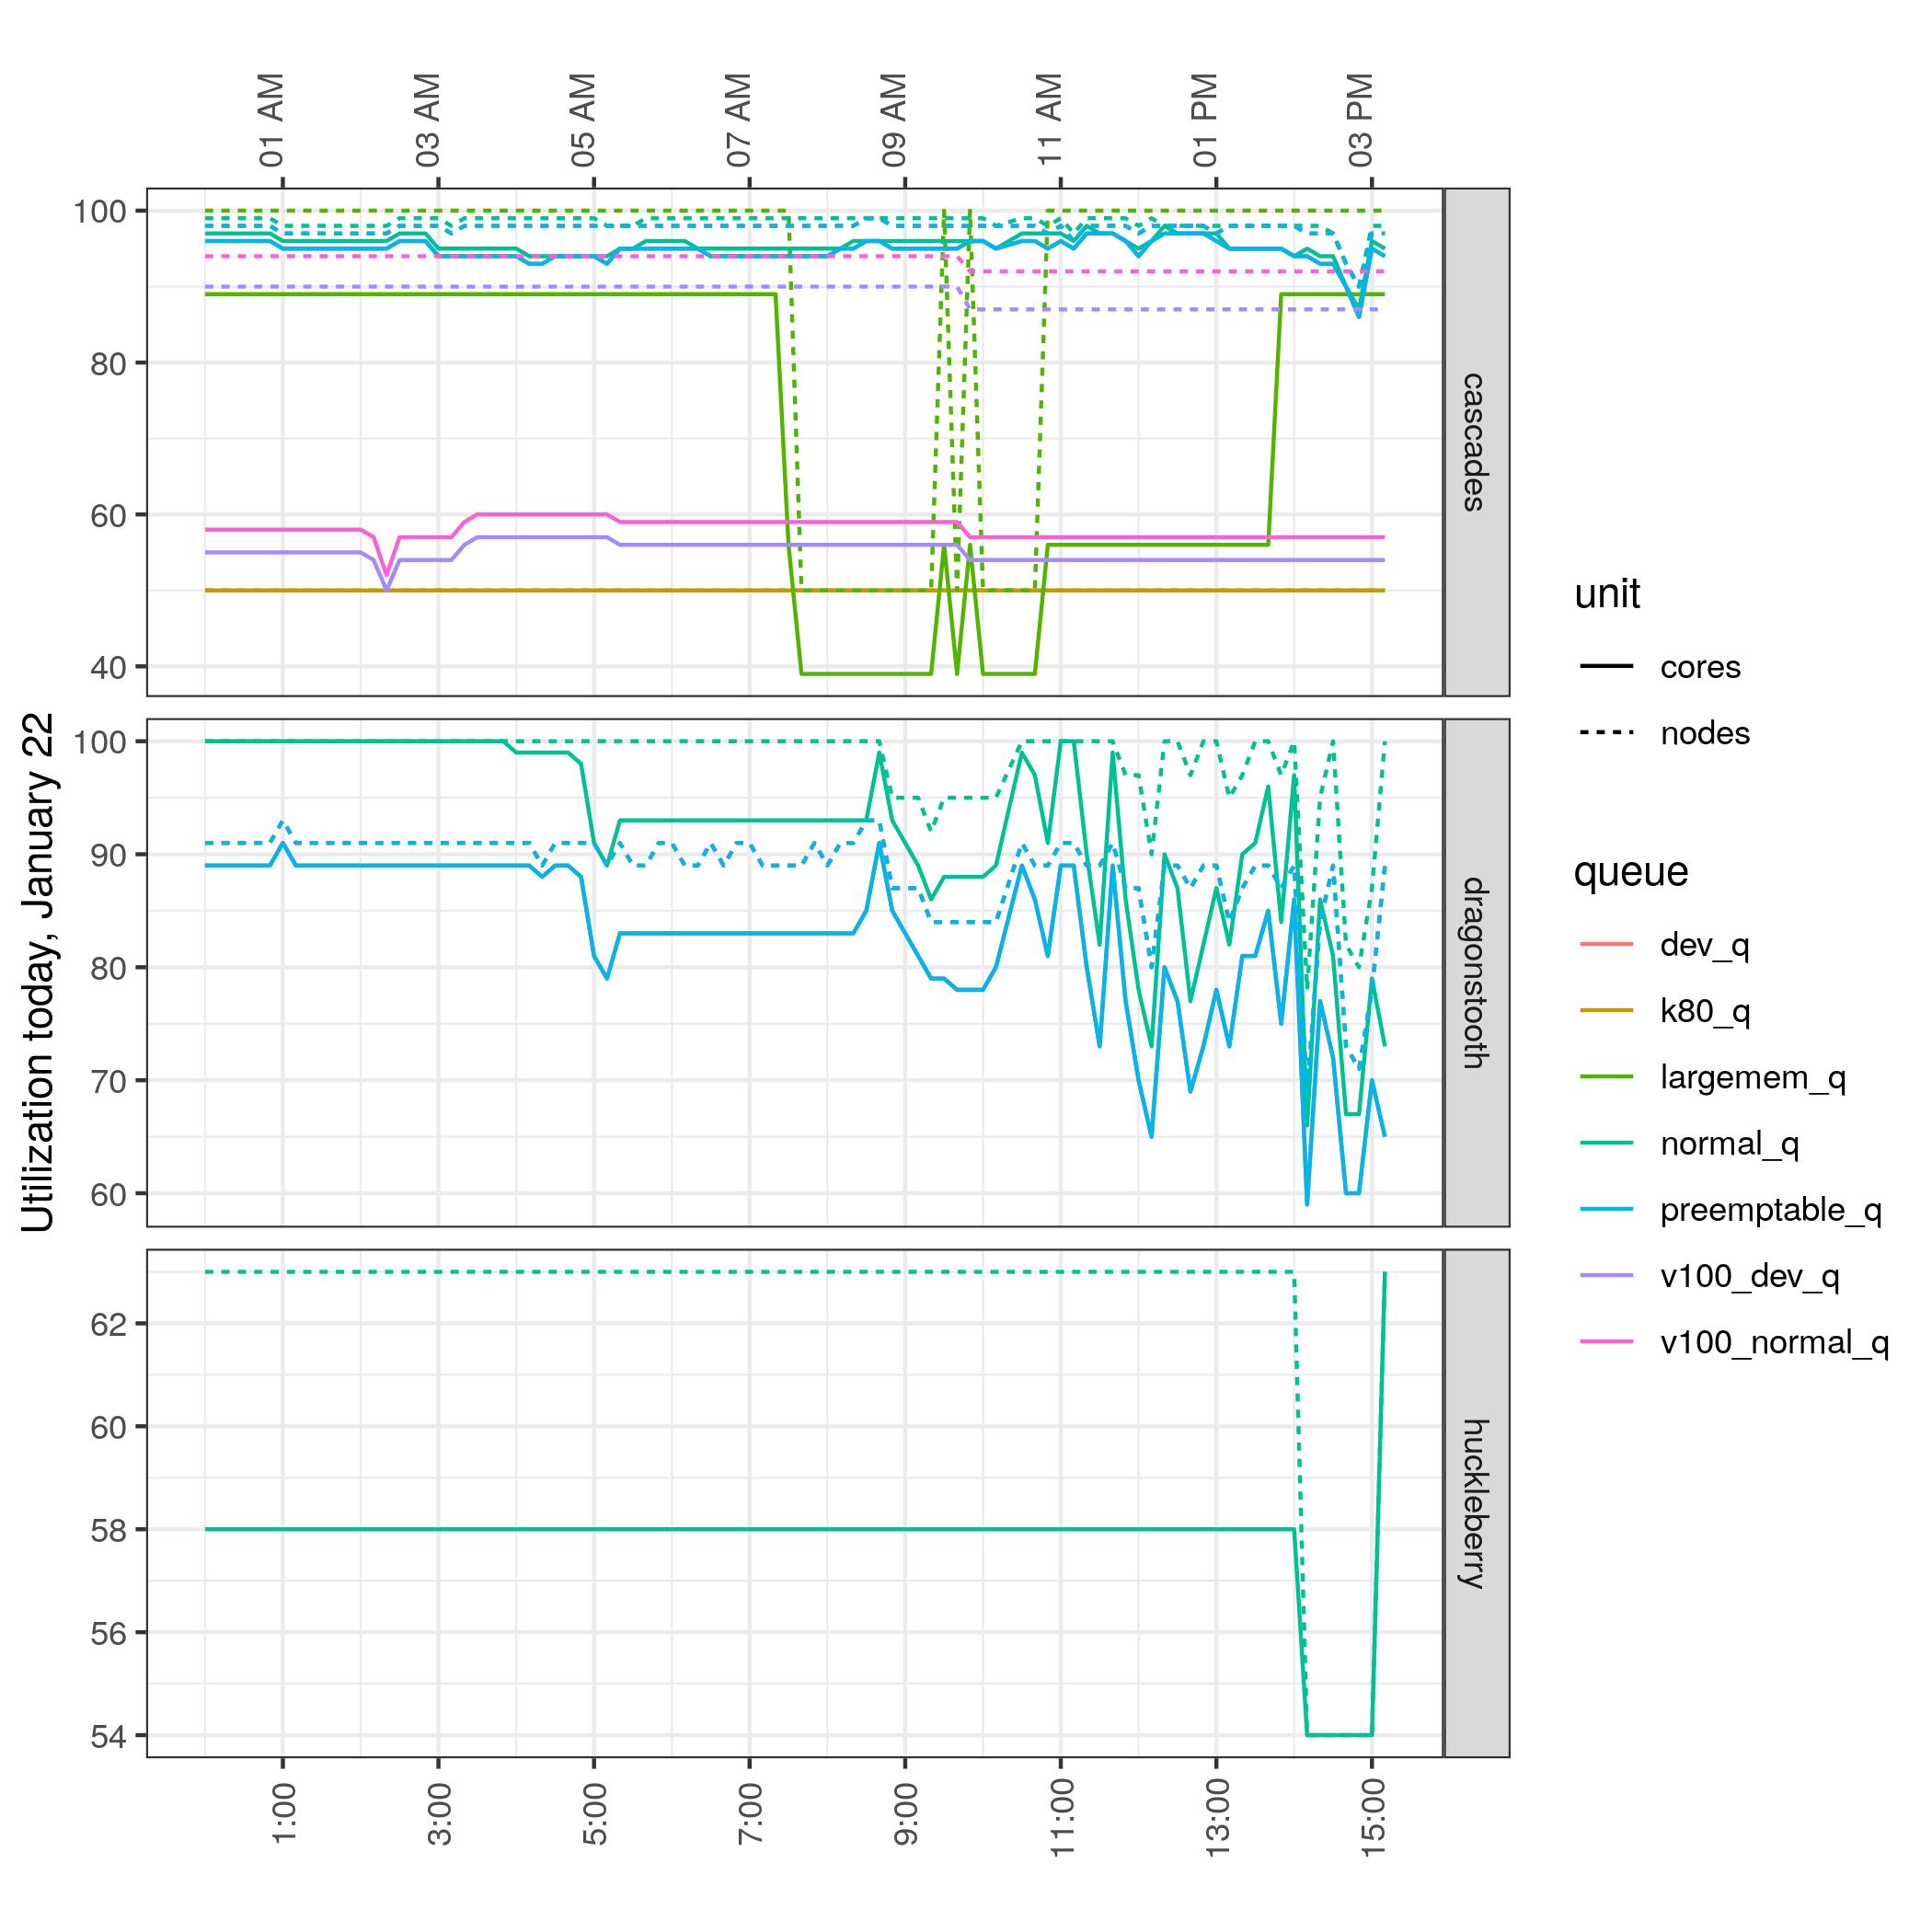 01 AM
03 AM
05 AM
07 AM
09 AM
11 AM
01 PM
03 PM
Utilization today, January 22
100
80
60
40
cascades
100
90
80
70
60
dragonstooth
62
60
58
56
54
huckleberry
1:00
3:00
5:00
7:00
9:00
11:00
13:00
15:00
unit
cores
nodes
queue
dev_q
k80_q
largemem_q
normal_q
preemptable_q
v100_dev_q
v100_normal_q